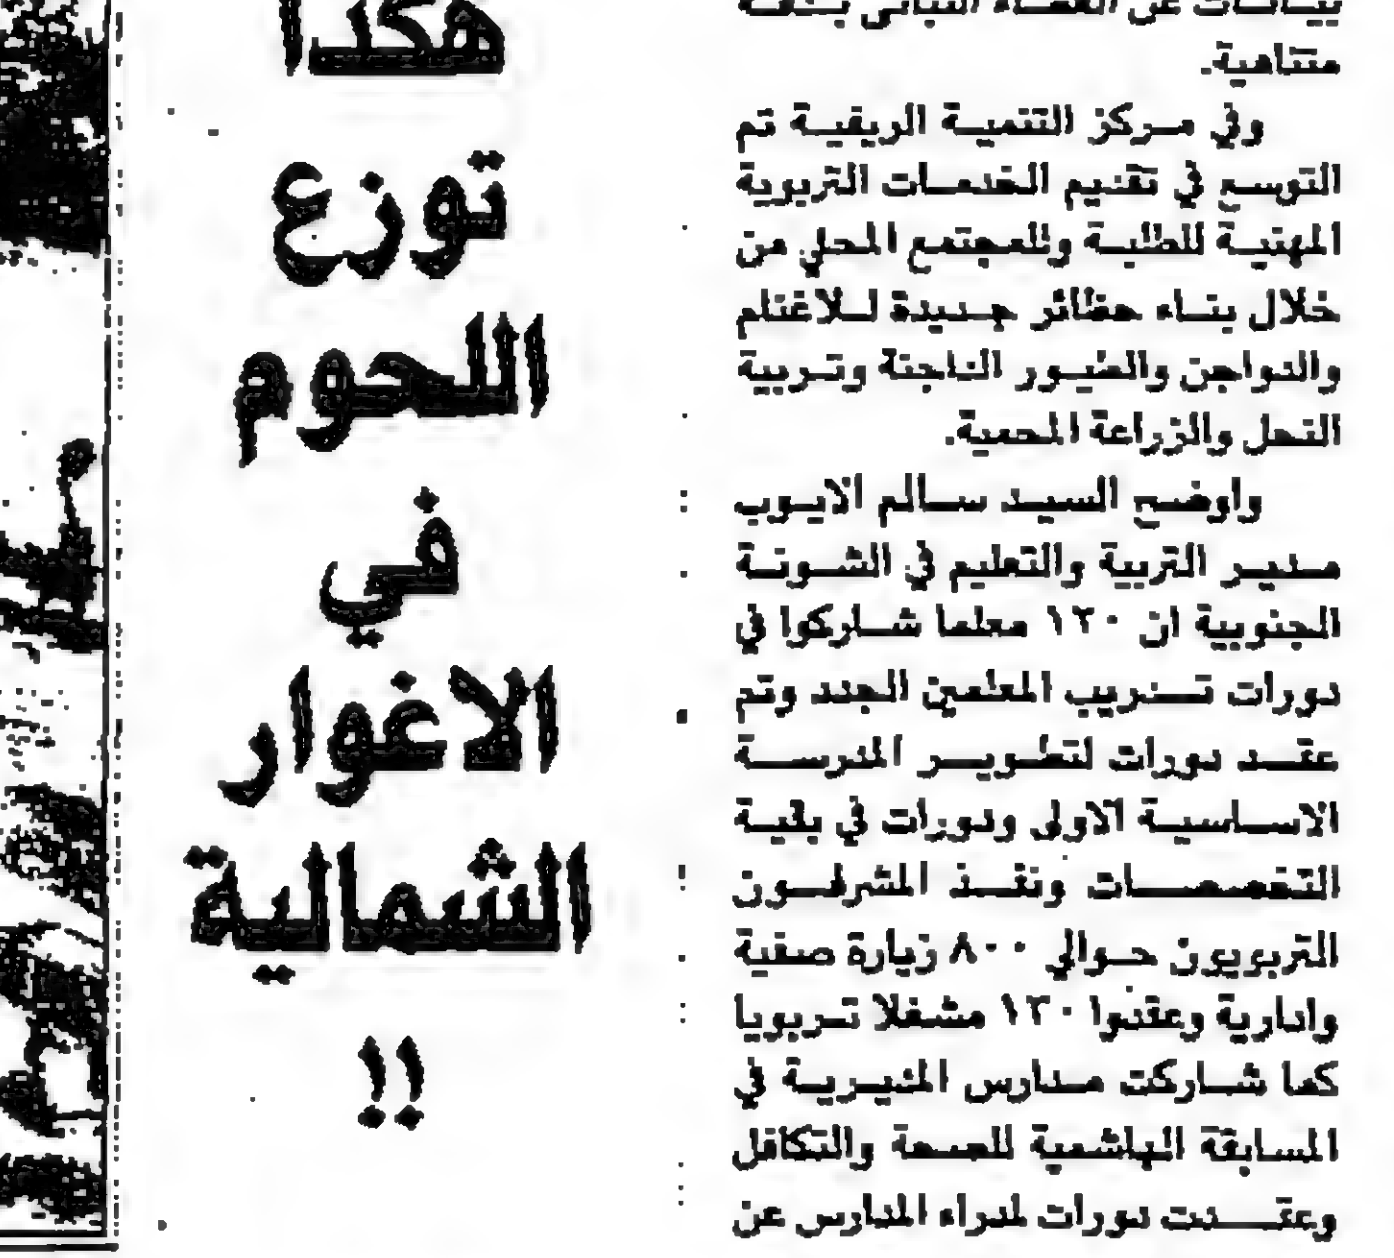 متناهية.
وفي مركز التنمية الريفية تم
التوسع في تقديم الخدمات التربوية
المهنية للطلبة وللمجتمع المحلي من
خلال بناء حظائر جديدة للاغنام
والدواجن والطيور الداجنة وتربية
النحل والزراعة المحمية.
واوضح السيد سالم الايوب
مدير التربية والتعليم في الشونة
الجنوبية ان ١٢٠ معلما شاركوا في
دورات تدريب المعلمين الجدد وتم
عقد دورات لتطوير المدرسة
الاساسية الاولى ودورات في بقية
التخصصات ونفذ المشرفون
التربويون حوالي ٨٠٠ زيارة صفية
وادارية وعقدوا ١٢٠ مشغلا تربويا
كما شاركت مدارس المديرية في
المسابقة الهاشمية للصحة والتكافل
وعقدت دورات لمدراء المدارس عن
هكذا
توزع
اللحوم
في
الاغوار
الشمالية
!!